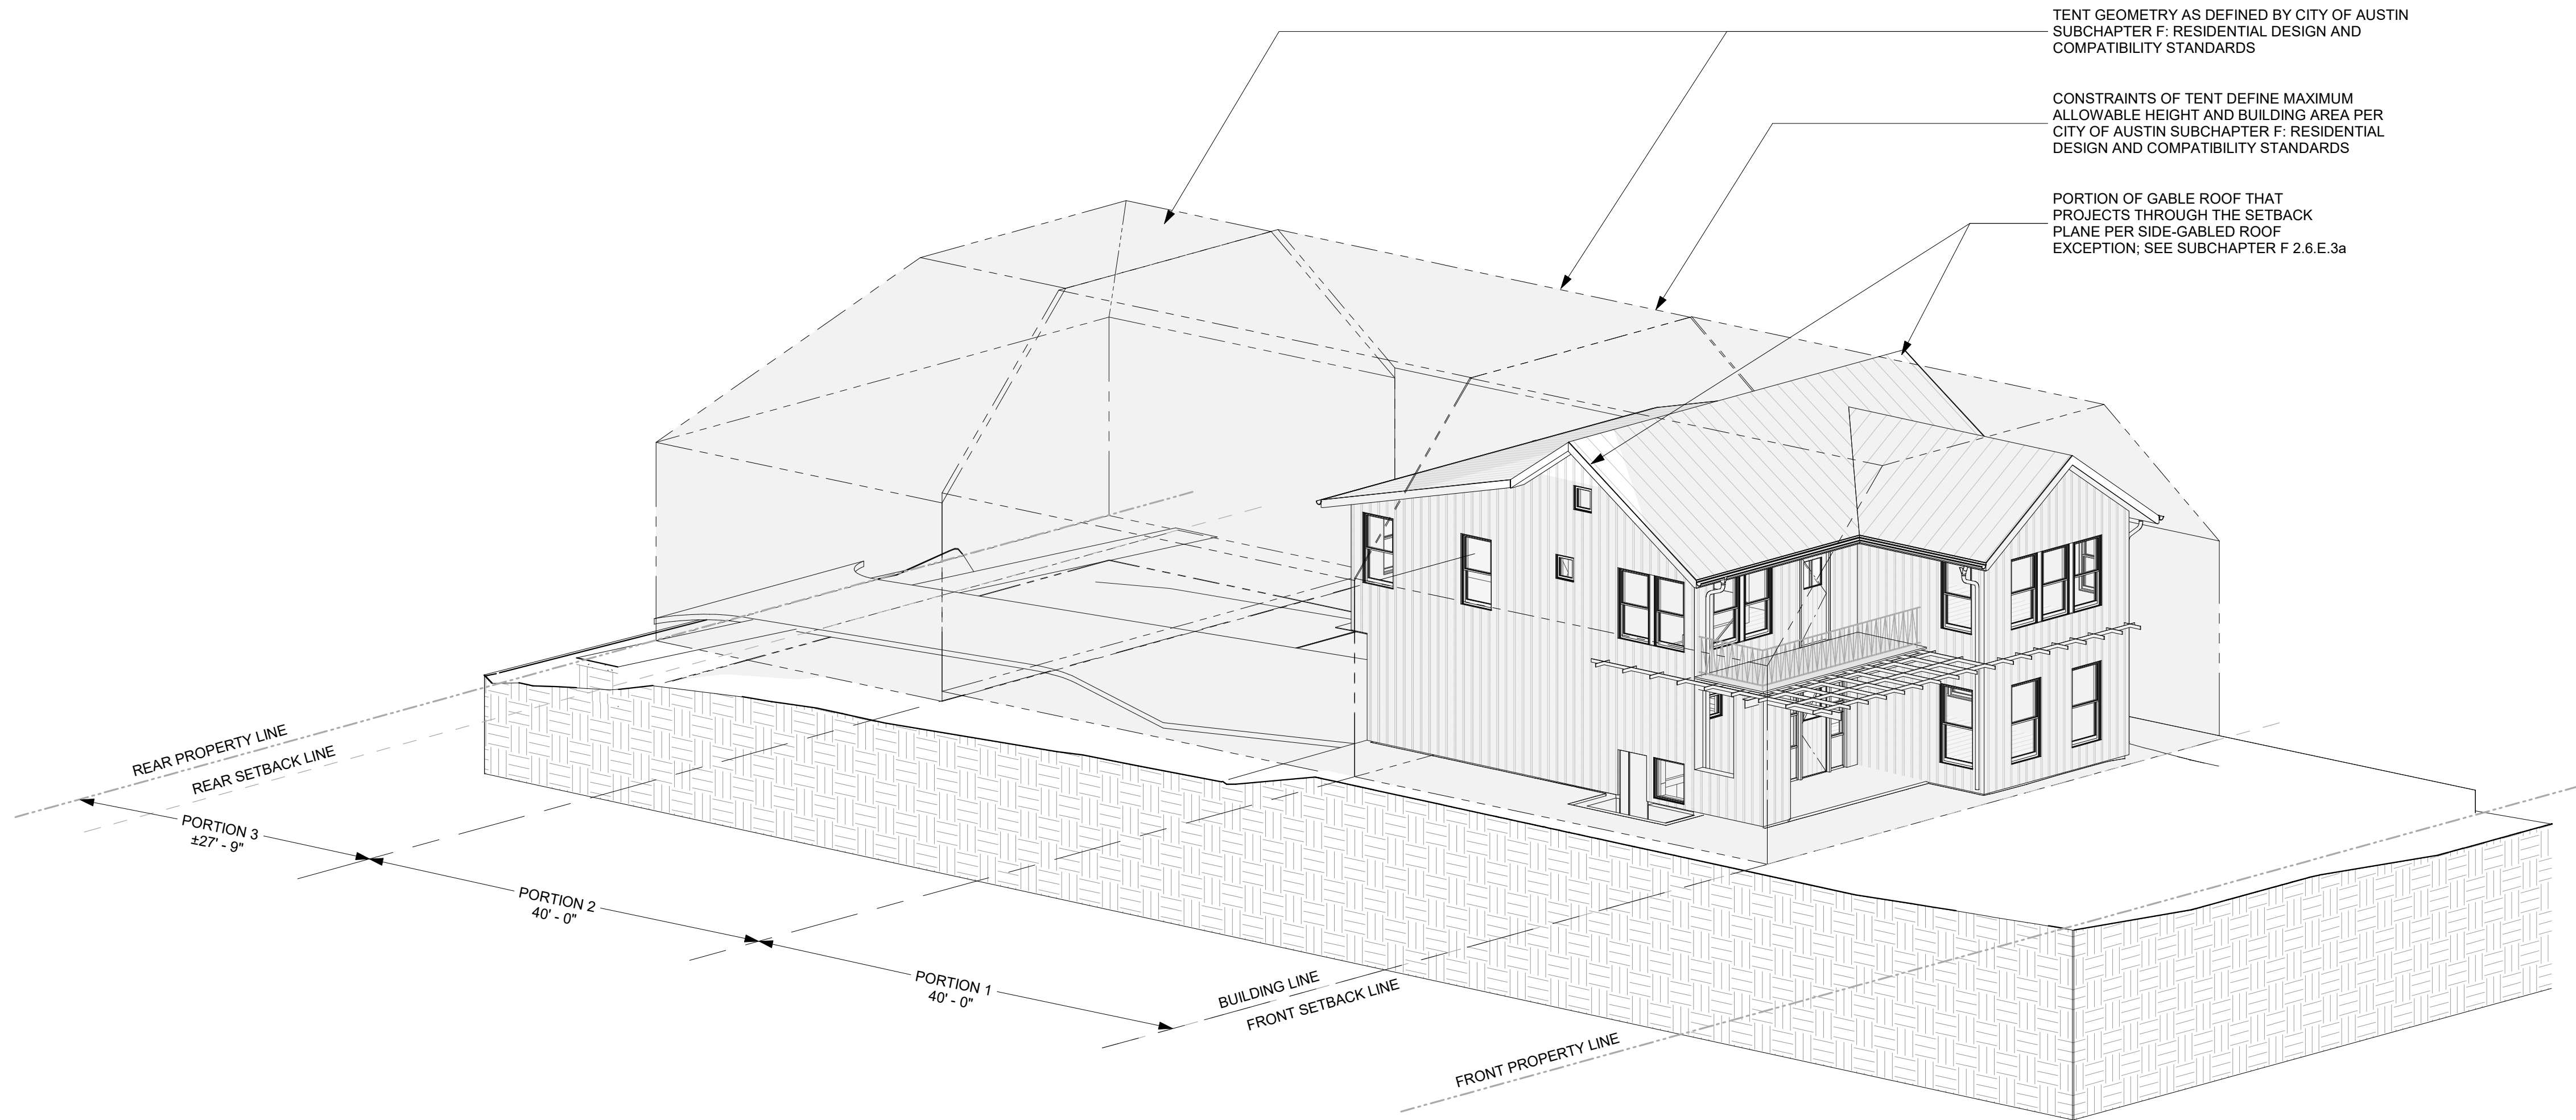 TENT GEOMETRY AS DEFINED BY CITY OF AUSTIN
SUBCHAPTER F: RESIDENTIAL DESIGN AND
COMPATIBILITY STANDARDS
CONSTRAINTS OF TENT DEFINE MAXIMUM
ALLOWABLE HEIGHT AND BUILDING AREA PER
CITY OF AUSTIN SUBCHAPTER F: RESIDENTIAL
DESIGN AND COMPATIBILITY STANDARDS
PORTION OF GABLE ROOF THAT
PROJECTS THROUGH THE SETBACK
PLANE PER SIDE-GABLED ROOF
EXCEPTION; SEE SUBCHAPTER F 2.6.E.3a
REAR PROPERTY LINE
REAR SETBACK LINE
PORTION 3
±27' - 9"
PORTION 2
40' - 0"
PORTION 1
40' - 0"
BUILDING LINE
FRONT SETBACK LINE
FRONT PROPERTY LINE